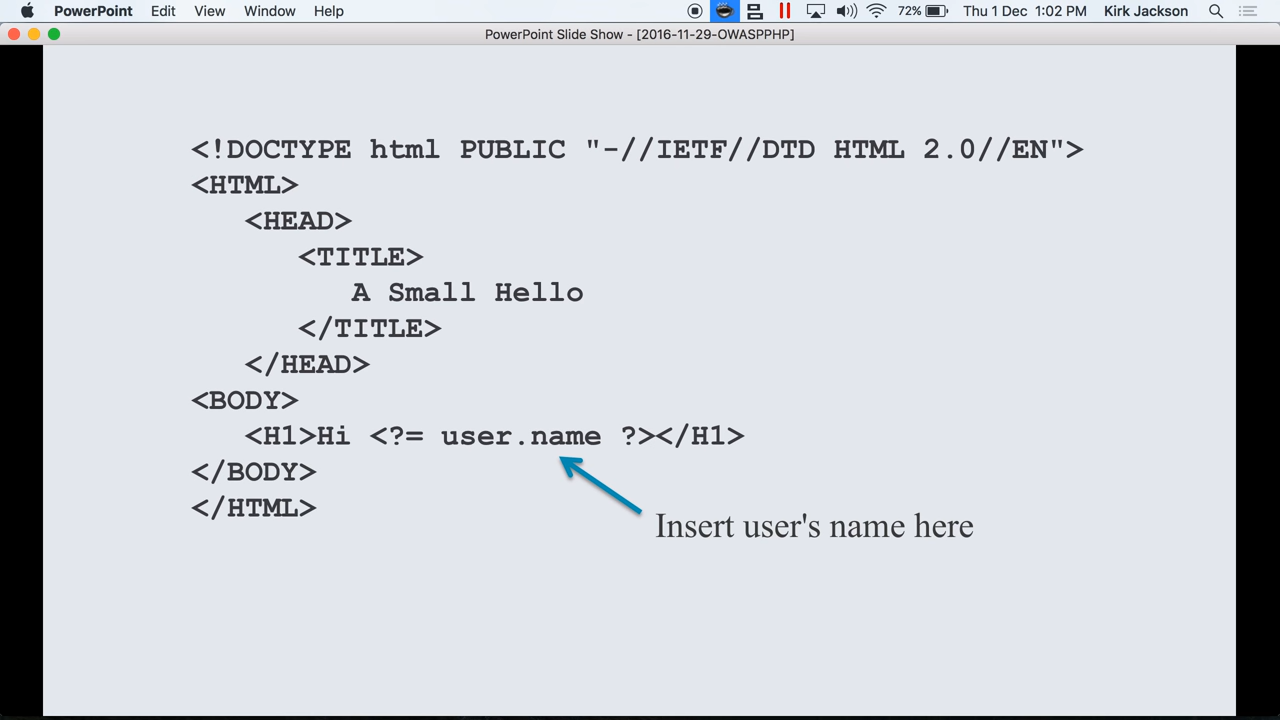 PowerPoint Edit View Window Help 72% Thu 1 Dec 1:02 PM Kirk Jackson
PowerPoint Slide Show - [2016-11-29-OWASPPHP]
<!DOCTYPE html PUBLIC "-//IETF//DTD HTML 2.0//EN">
<HTML>
<HEAD>
<TITLE>
A Small Hello
</TITLE>
</HEAD>
<BODY>
<H1>Hi <?= user.name ?></H1>
</BODY>
</HTML>
Insert user's name here